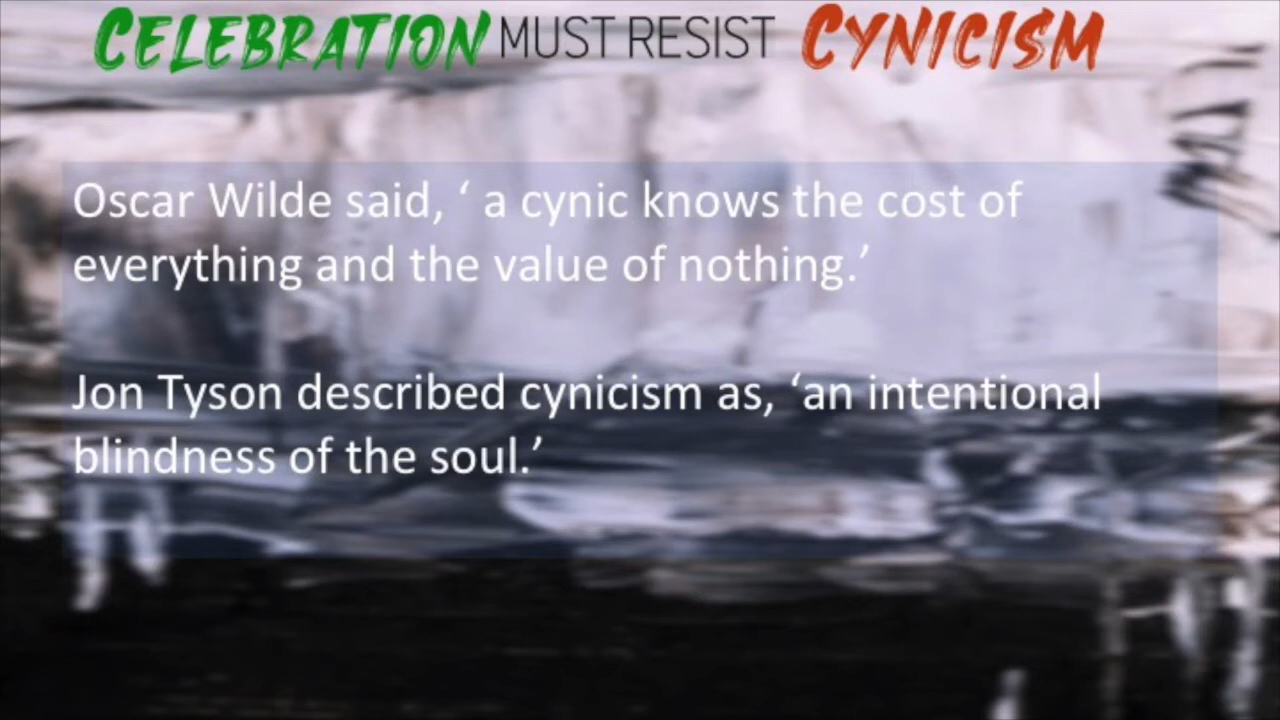 CELEBRATION MUST RESIST CYNICISM
Oscar Wilde said, ‘ a cynic knows the cost of
everything and the value of nothing.’
Jon Tyson described cynicism as, ‘an intentional
blindness of the soul.’